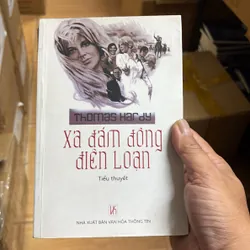 Thomas Hardy
XA ĐÁM ĐÔNG
ĐIÊN LOẠN
Tiểu thuyết
NHÀ XUẤT BẢN VĂN HÓA THÔNG TIN